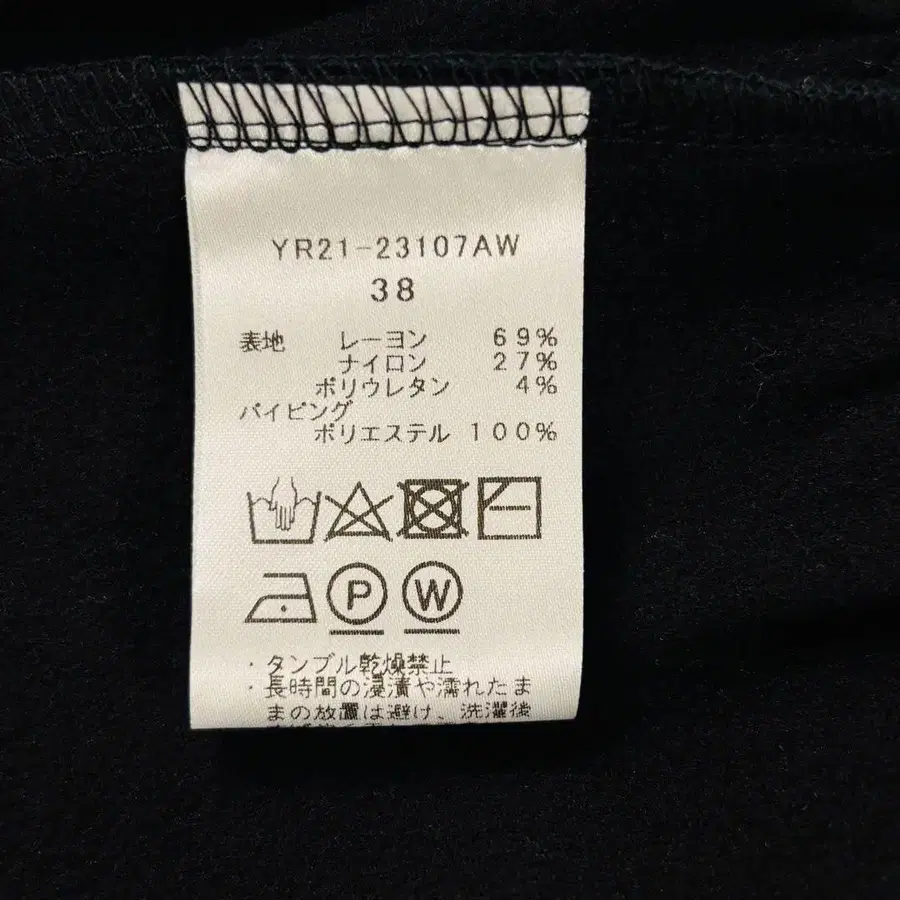 YR21-23107AW
38
表地 レーヨン 69%
ナイロン 27%
ポリウレタン 4%
パイピング
ポリエステル 100%
P W
・タンブル乾燥禁止
・長時間の浸漬や濡れたま
まの放置は避け、洗濯後